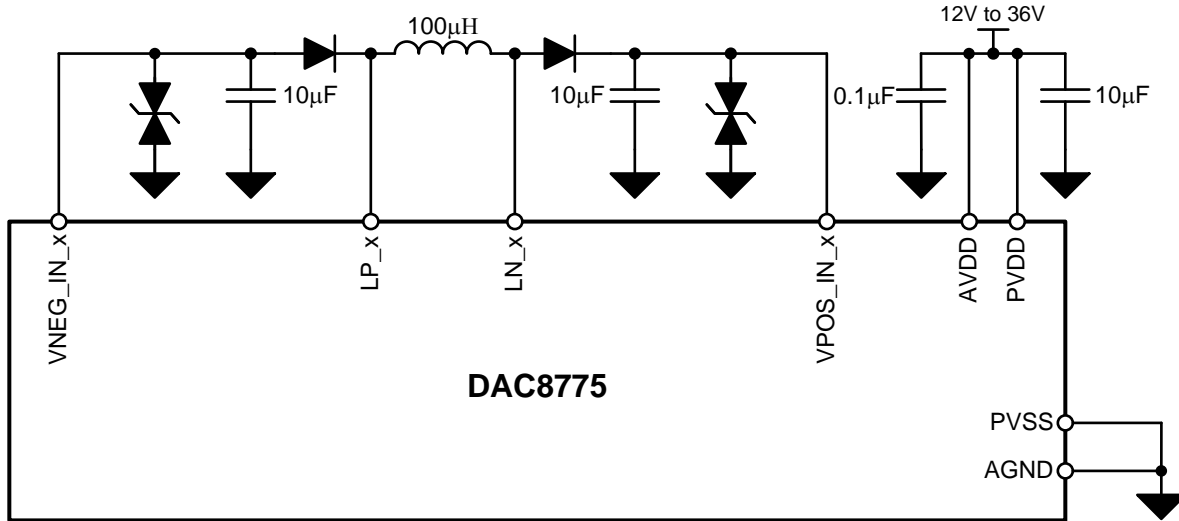 12V to 36V
100μH
10μF
10μF
0.1μF
10μF
VNEG_IN_x
LP_x
LN_x
VPOS_IN_x
AVDD
PVDD
DAC8775
PVSS
AGND